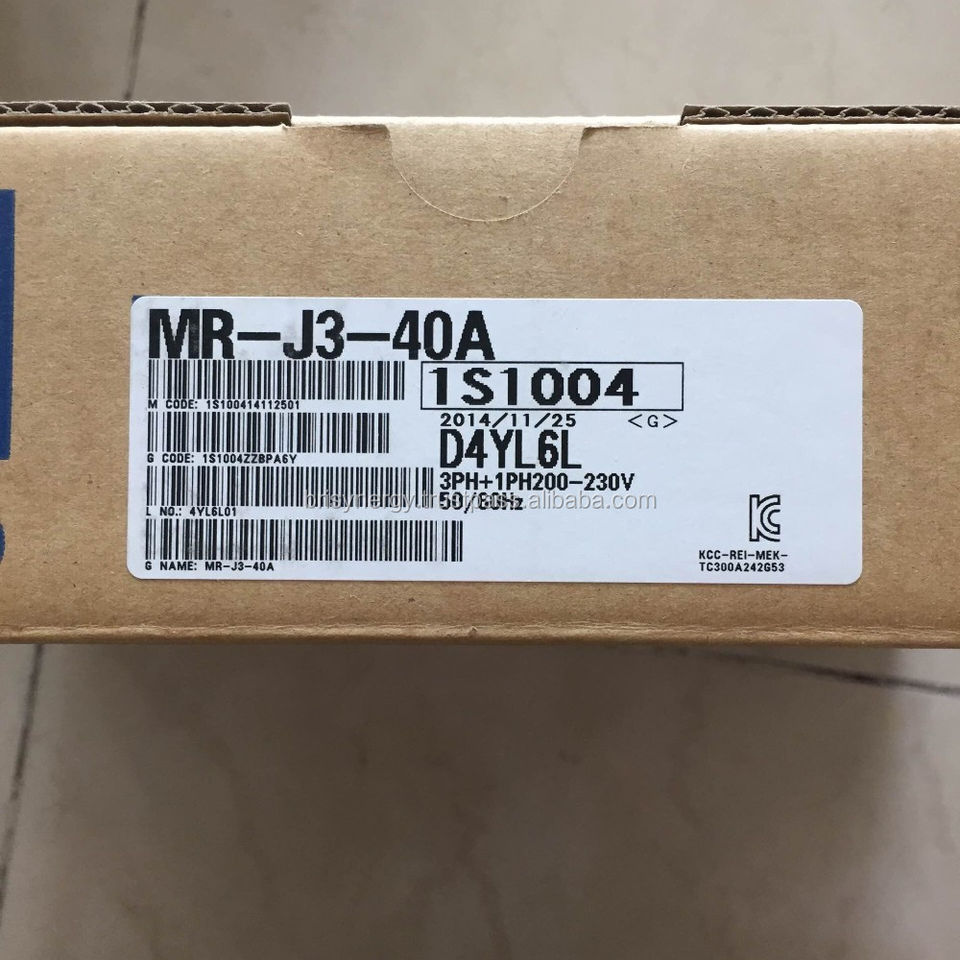 MR-J3-40A
1S1004
M CODE: 1S100414112501
2014/11/25 <G>
D4YL6L
G CODE: 1S1004ZZBPA6Y
3PH+1PH200-230V
50/60Hz
L NO.: 4YL6L01
G NAME: MR-J3-40A
KCC-REI-MEK-
TC300A242G53